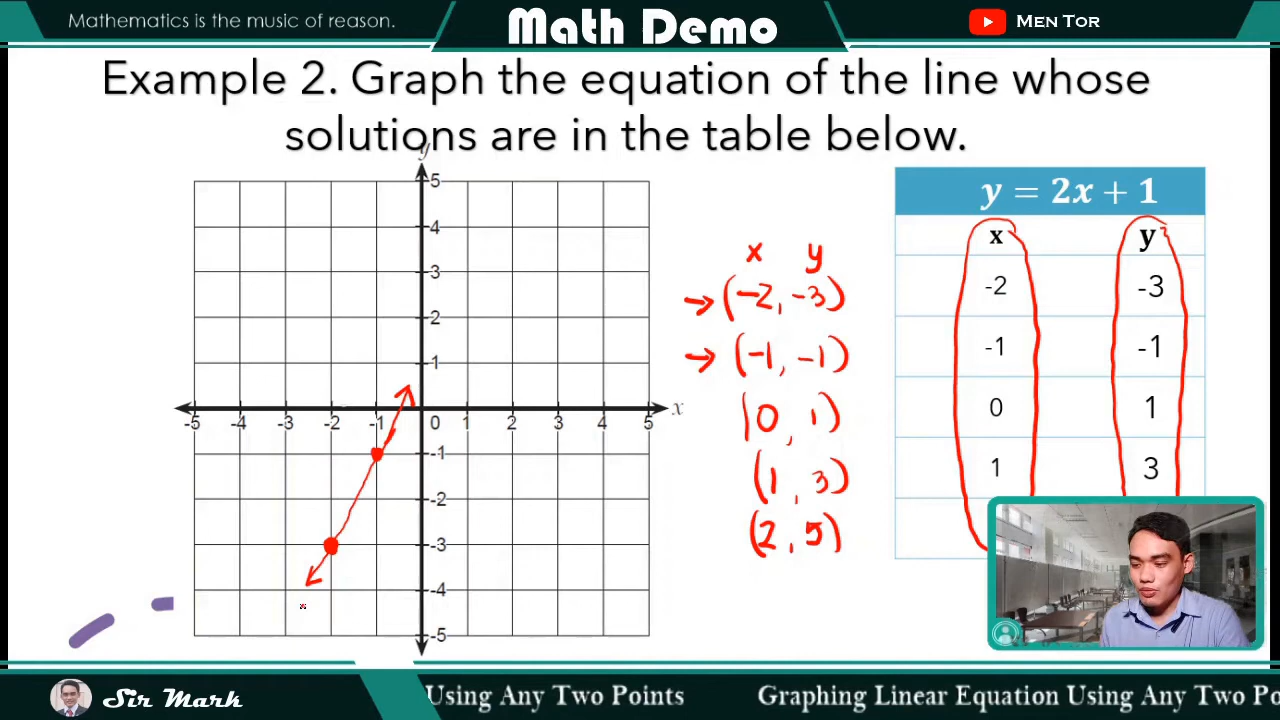 Mathematics is the music of reason.
Math Demo
Men Tor
Example 2. Graph the equation of the line whose
solutions are in the table below.
y
5
4
3
2
1
-5 -4 -3 -2 -1 0 1 2 3 4 5 x
-1
-2
-3
-4
-5
x y
→ (-2, -3)
→ (-1, -1)
(0, 1)
(1, 3)
(2, 5)
y = 2x + 1
x y
-2 -3
-1 -1
0 1
1 3
Sir Mark
Using Any Two Points Graphing Linear Equation Using Any Two Po